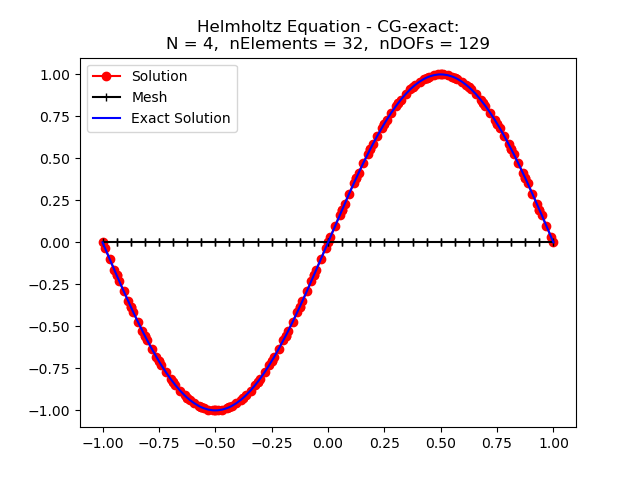 Helmholtz Equation - CG-exact:
N = 4,  nElements = 32,  nDOFs = 129
Solution
Mesh
Exact Solution
1.00
0.75
0.50
0.25
0.00
−0.25
−0.50
−0.75
−1.00
−1.00 −0.75 −0.50 −0.25 0.00 0.25 0.50 0.75 1.00